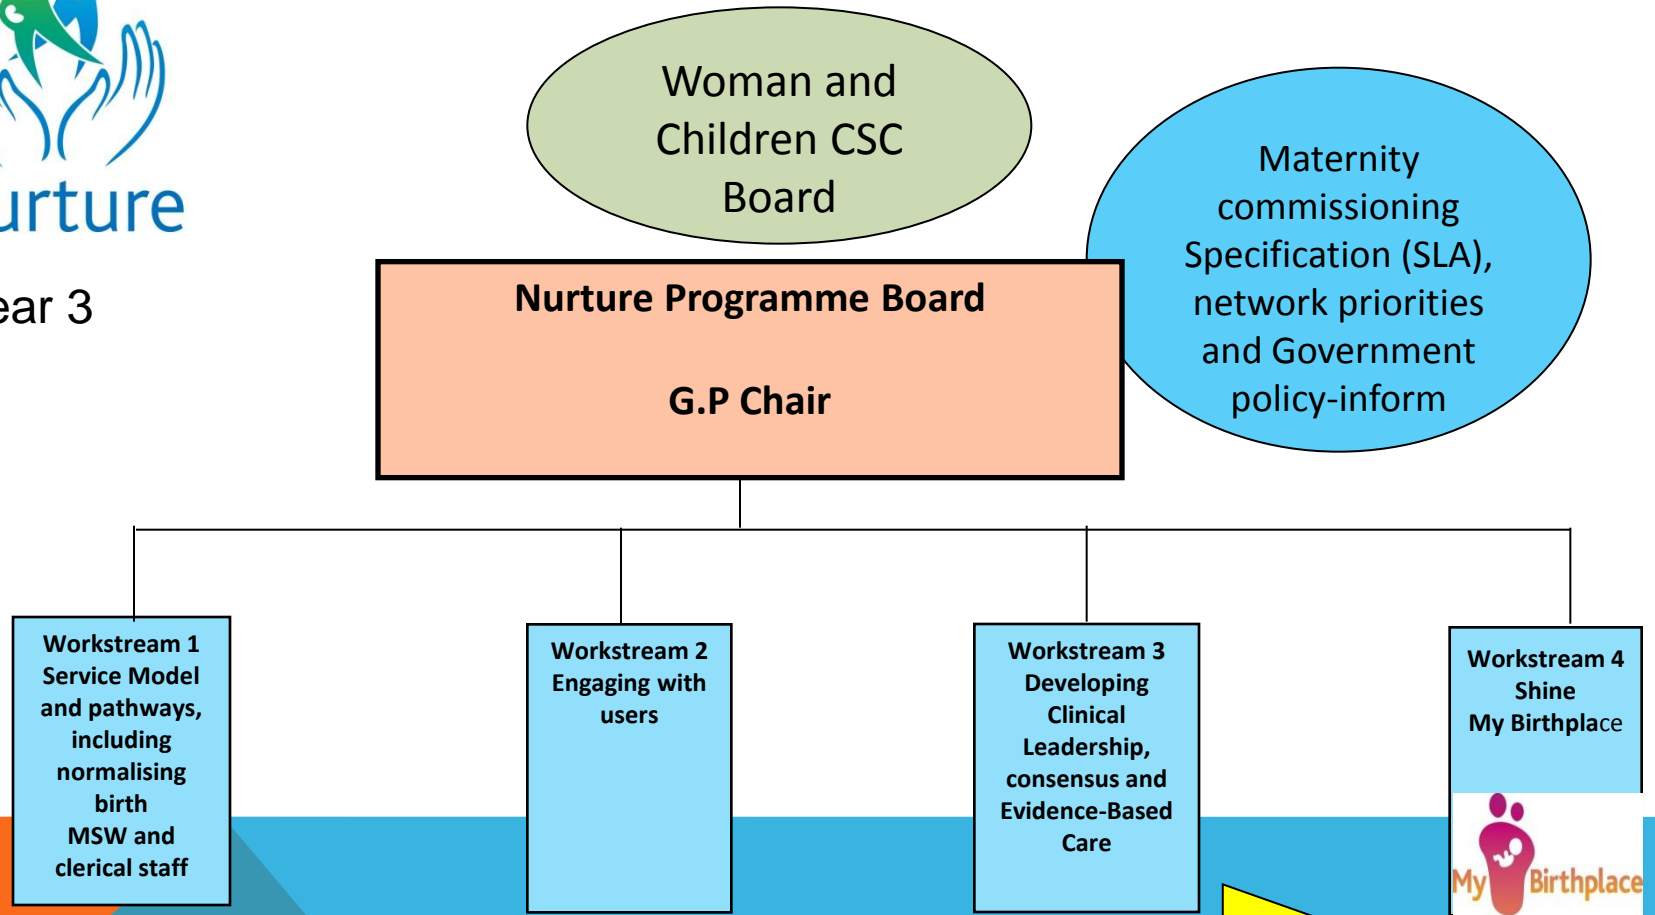 urture
ear 3
Woman and
Children CSC
Board
Maternity
commissioning
Specification (SLA),
network priorities
and Government
policy-inform
Nurture Programme Board
G.P Chair
Workstream 1
Service Model
and pathways,
including
normalising
birth
MSW and
clerical staff
Workstream 2
Engaging with
users
Workstream 3
Developing
Clinical
Leadership,
consensus and
Evidence-Based
Care
Workstream 4
Shine
My Birthplace
My Birthplace